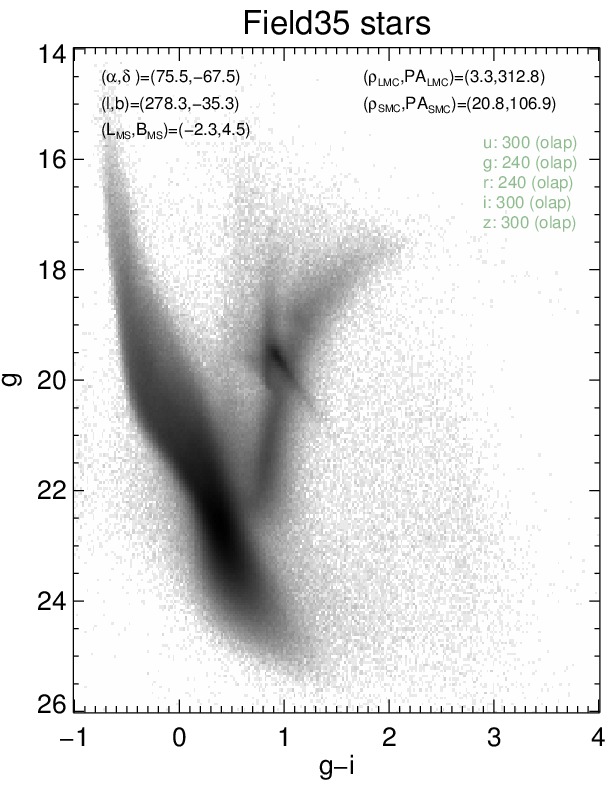 Field35 stars
(α,δ )=(75.5,−67.5)
(ρLMC,PALMC)=(3.3,312.8)
(l,b)=(278.3,−35.3)
(ρSMC,PASMC)=(20.8,106.9)
(LMS,BMS)=(−2.3,4.5)
u: 300 (olap)
g: 240 (olap)
r: 240 (olap)
i: 300 (olap)
z: 300 (olap)
14
16
18
20
22
24
26
g
−1 0 1 2 3 4
g−i